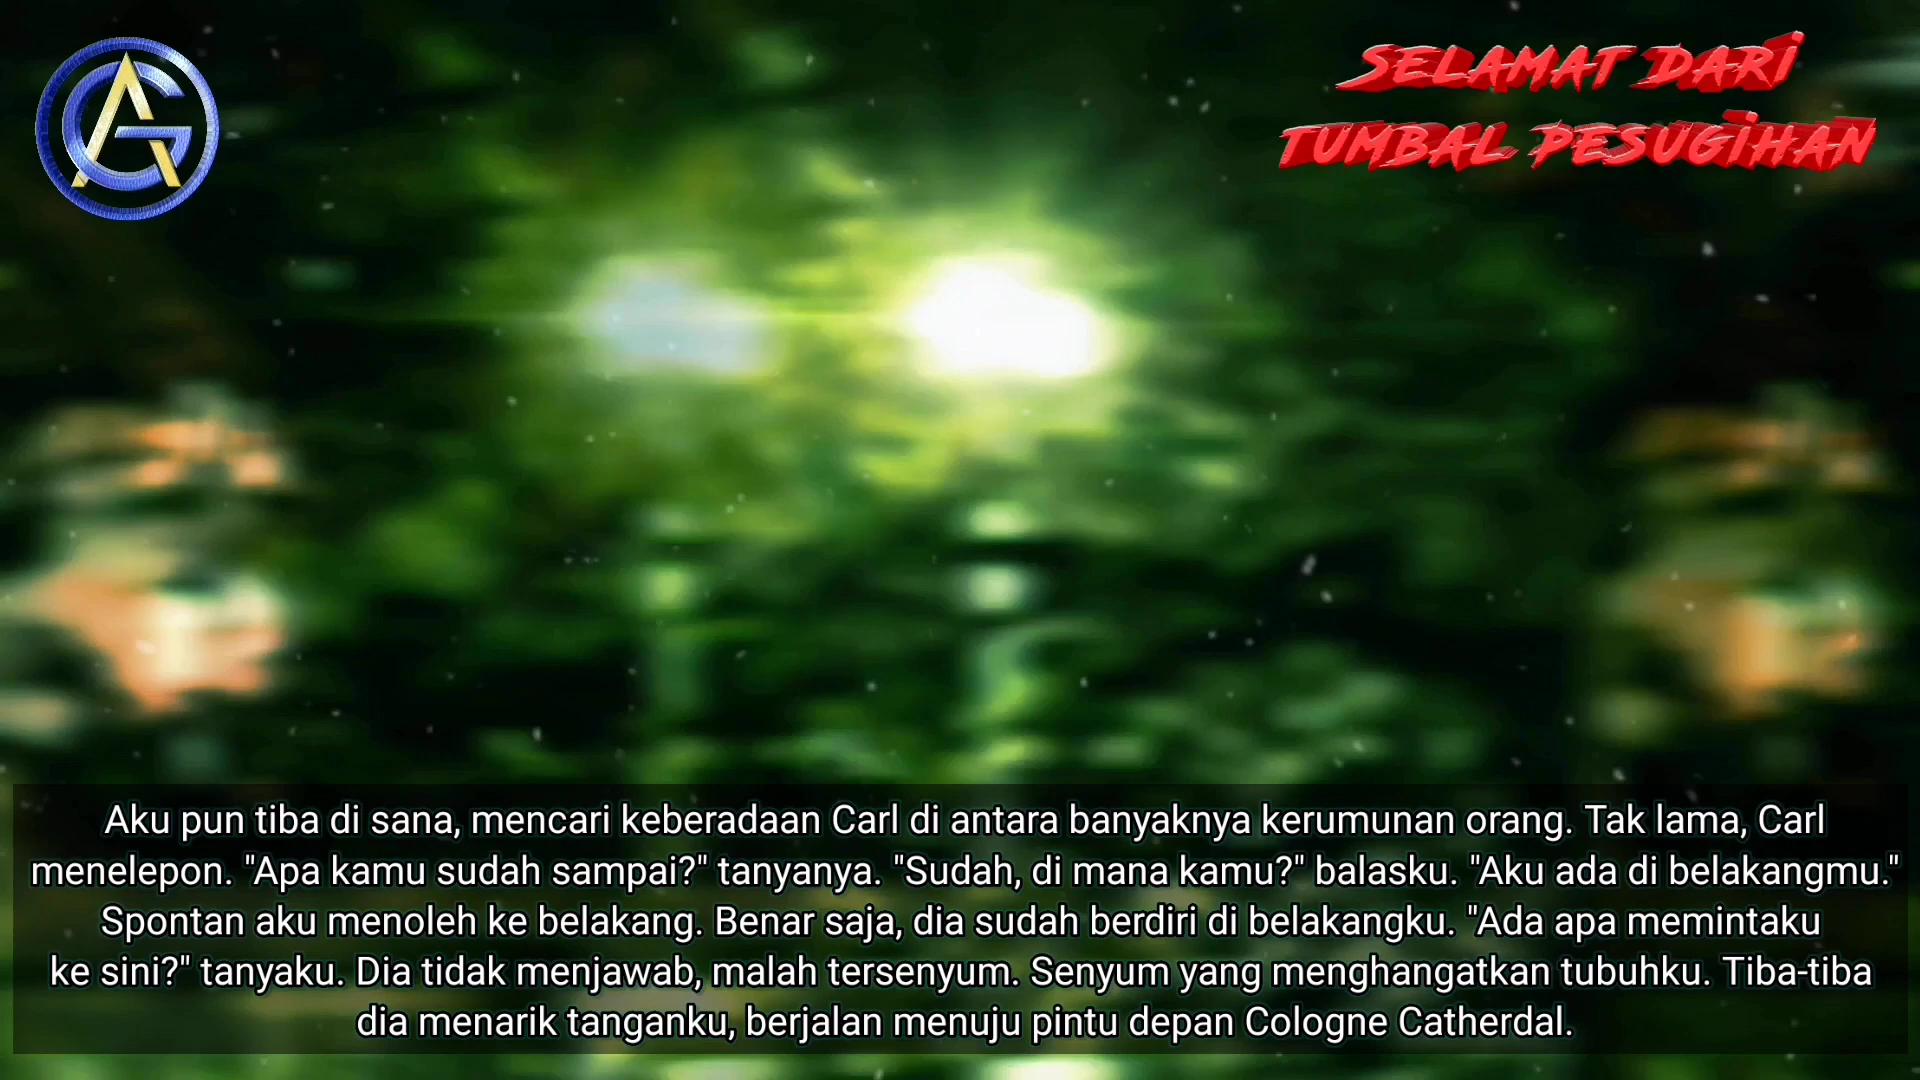 SELAMAT DARI
TUMBAL PESUGIHAN
Aku pun tiba di sana, mencari keberadaan Carl di antara banyaknya kerumunan orang. Tak lama, Carl
menelepon. "Apa kamu sudah sampai?" tanyanya. "Sudah, di mana kamu?" balasku. "Aku ada di belakangmu."
Spontan aku menoleh ke belakang. Benar saja, dia sudah berdiri di belakangku. "Ada apa memintaku
ke sini?" tanyaku. Dia tidak menjawab, malah tersenyum. Senyum yang menghangatkan tubuhku. Tiba-tiba
dia menarik tanganku, berjalan menuju pintu depan Cologne Catherdal.